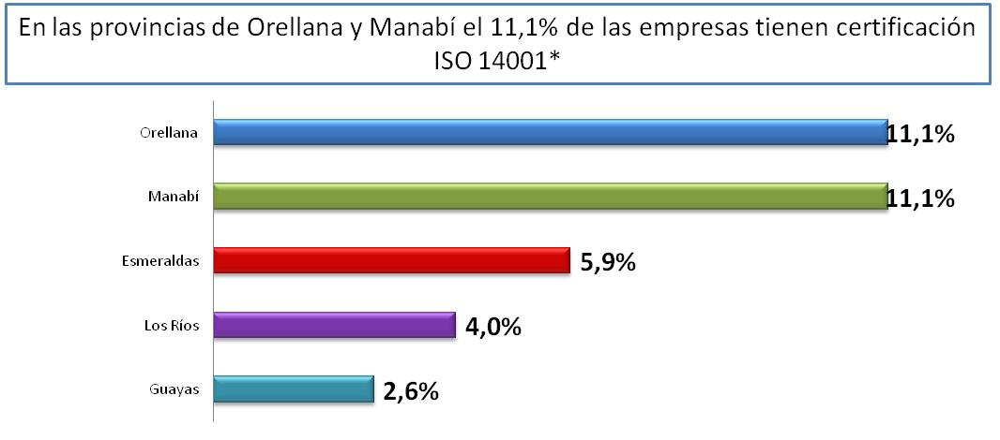 En las provincias de Orellana y Manabí el 11,1% de las empresas tienen certificación
ISO 14001*
Orellana
11,1%
Manabí
11,1%
Esmeraldas
5,9%
Los Ríos
4,0%
Guayas
2,6%